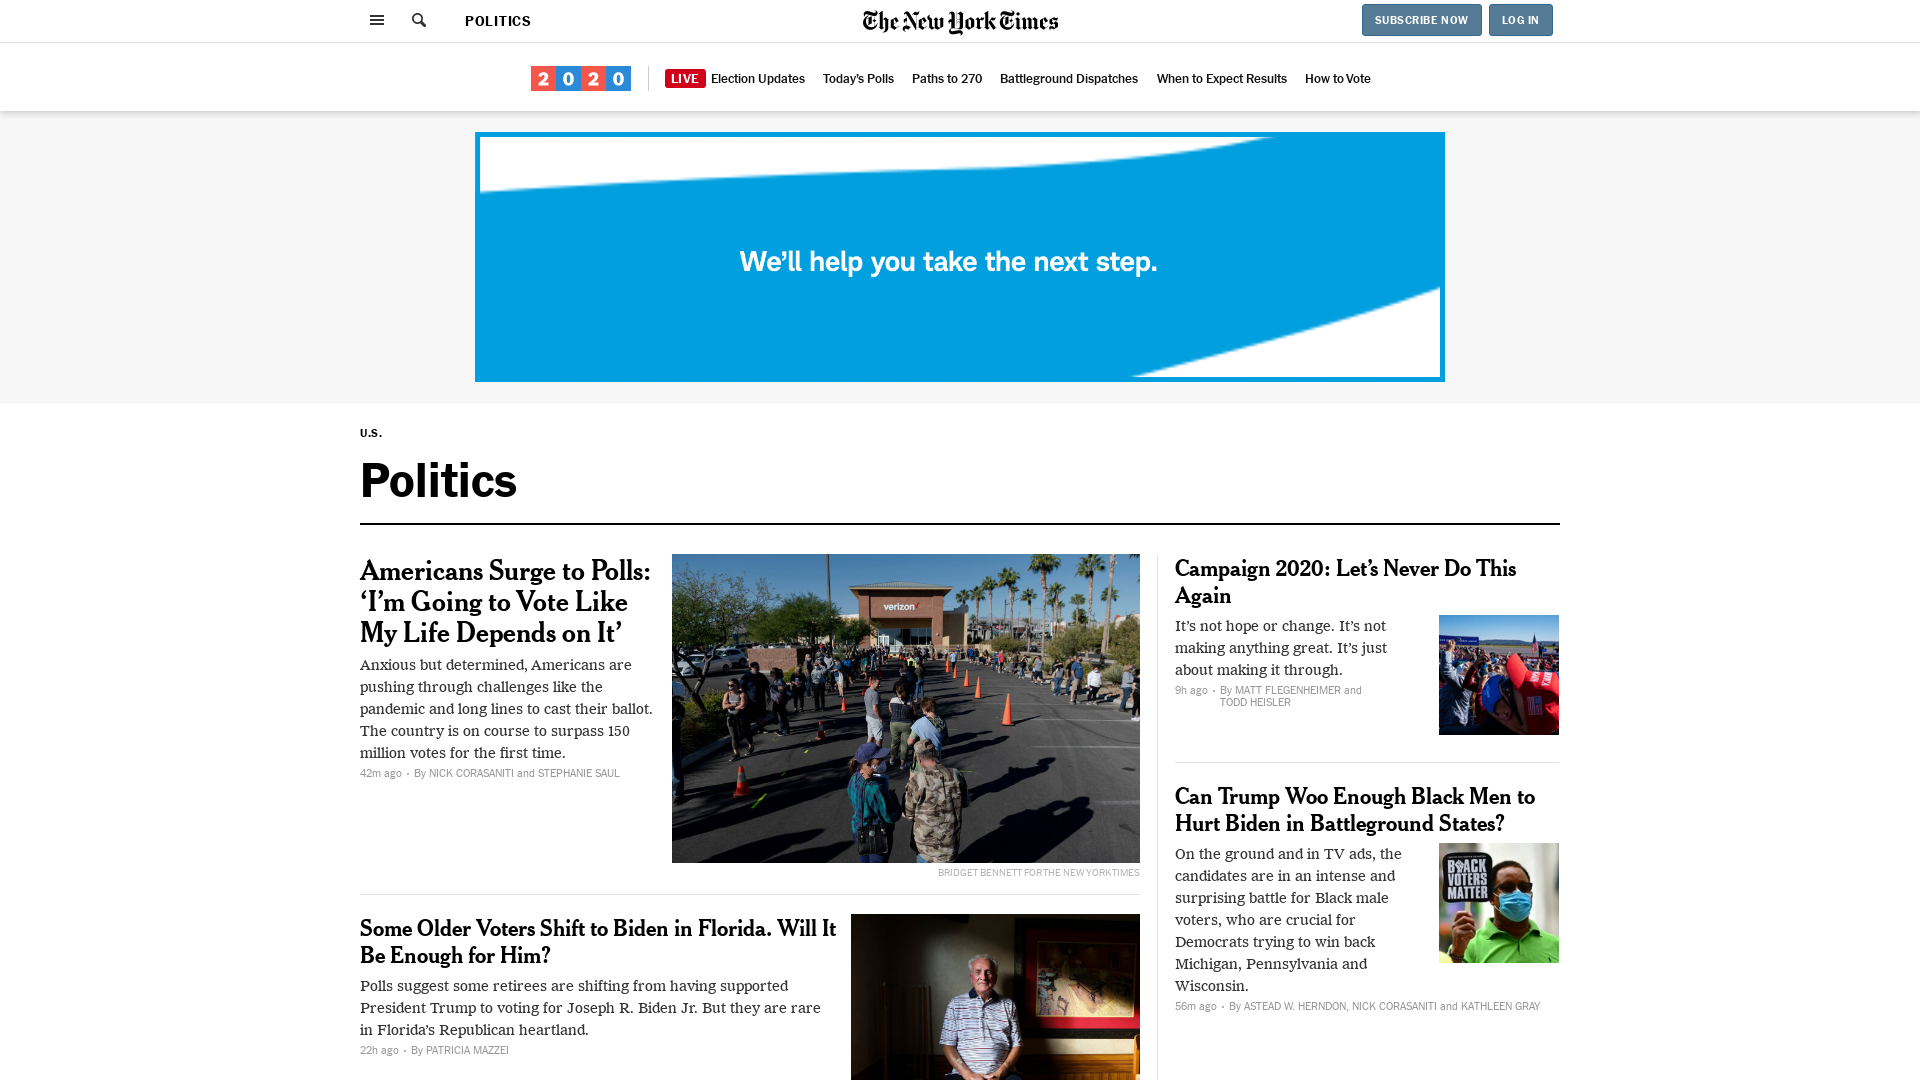 POLITICS
The New York Times
SUBSCRIBE NOW
LOG IN
2020
LIVE Election Updates
Today's Polls
Paths to 270
Battleground Dispatches
When to Expect Results
How to Vote
We'll help you take the next step.
U.S.
Politics
Americans Surge to Polls:
‘I’m Going to Vote Like
My Life Depends on It’
Anxious but determined, Americans are
pushing through challenges like the
pandemic and long lines to cast their ballot.
The country is on course to surpass 150
million votes for the first time.
42m ago • By NICK CORASANITI and STEPHANIE SAUL
verizon
BRIDGET BENNETT FOR THE NEW YORK TIMES
Some Older Voters Shift to Biden in Florida. Will It
Be Enough for Him?
Polls suggest some retirees are shifting from having supported
President Trump to voting for Joseph R. Biden Jr. But they are rare
in Florida’s Republican heartland.
22h ago • By PATRICIA MAZZEI
Campaign 2020: Let’s Never Do This
Again
It’s not hope or change. It’s not
making anything great. It’s just
about making it through.
9h ago • By MATT FLEGENHEIMER and
TODD HEISLER
Can Trump Woo Enough Black Men to
Hurt Biden in Battleground States?
On the ground and in TV ads, the
candidates are in an intense and
surprising battle for Black male
voters, who are crucial for
Democrats trying to win back
Michigan, Pennsylvania and
Wisconsin.
56m ago • By ASTEAD W. HERNDON, NICK CORASANITI and KATHLEEN GRAY
BLACK
VOTERS
MATTER